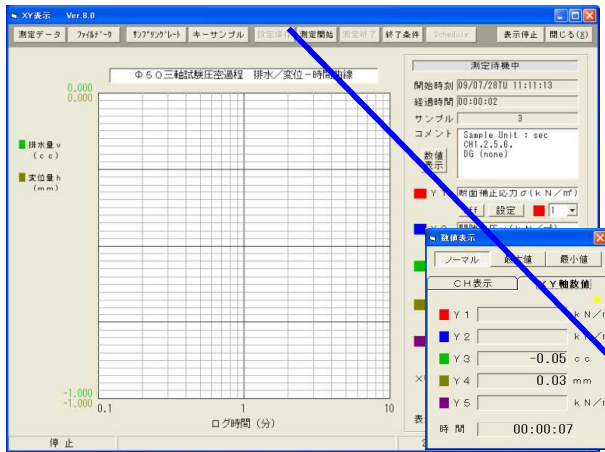 XY表示 Ver.8.0
測定データ ﾌｧｲﾙﾃﾞｰﾀ ｻﾝﾌﾟﾘﾝｸﾞﾚｰﾄ キーサンプル 測定開始 測定終了 終了条件 Schedule 表示停止 閉じる(X)
測定待機中
Φ50三軸試験圧密過程 排水/変位-時間曲線
開始時刻 09/07/28TU 11:11:13
0.000
0.000
経過時間 00:00:02
サンプル 3
コメント Sample Unit : sec
CH1.2.5.6.
DG (none)
数値
表示
排水量 v
(cc)
変位量 h
(mm)
Y1 断面補正応力σ(kN/㎡)
Off 設定 1
数値表示
ノーマル 最大値 最小値
CH表示 XY軸数値
Y1 kN/
Y2
Y3 -0.05 cc
Y4 0.03 mm
Y5 kN/
時間 00:00:07
-1.000
-1.000
0.1 1 10
ログ時間 (分)
停止